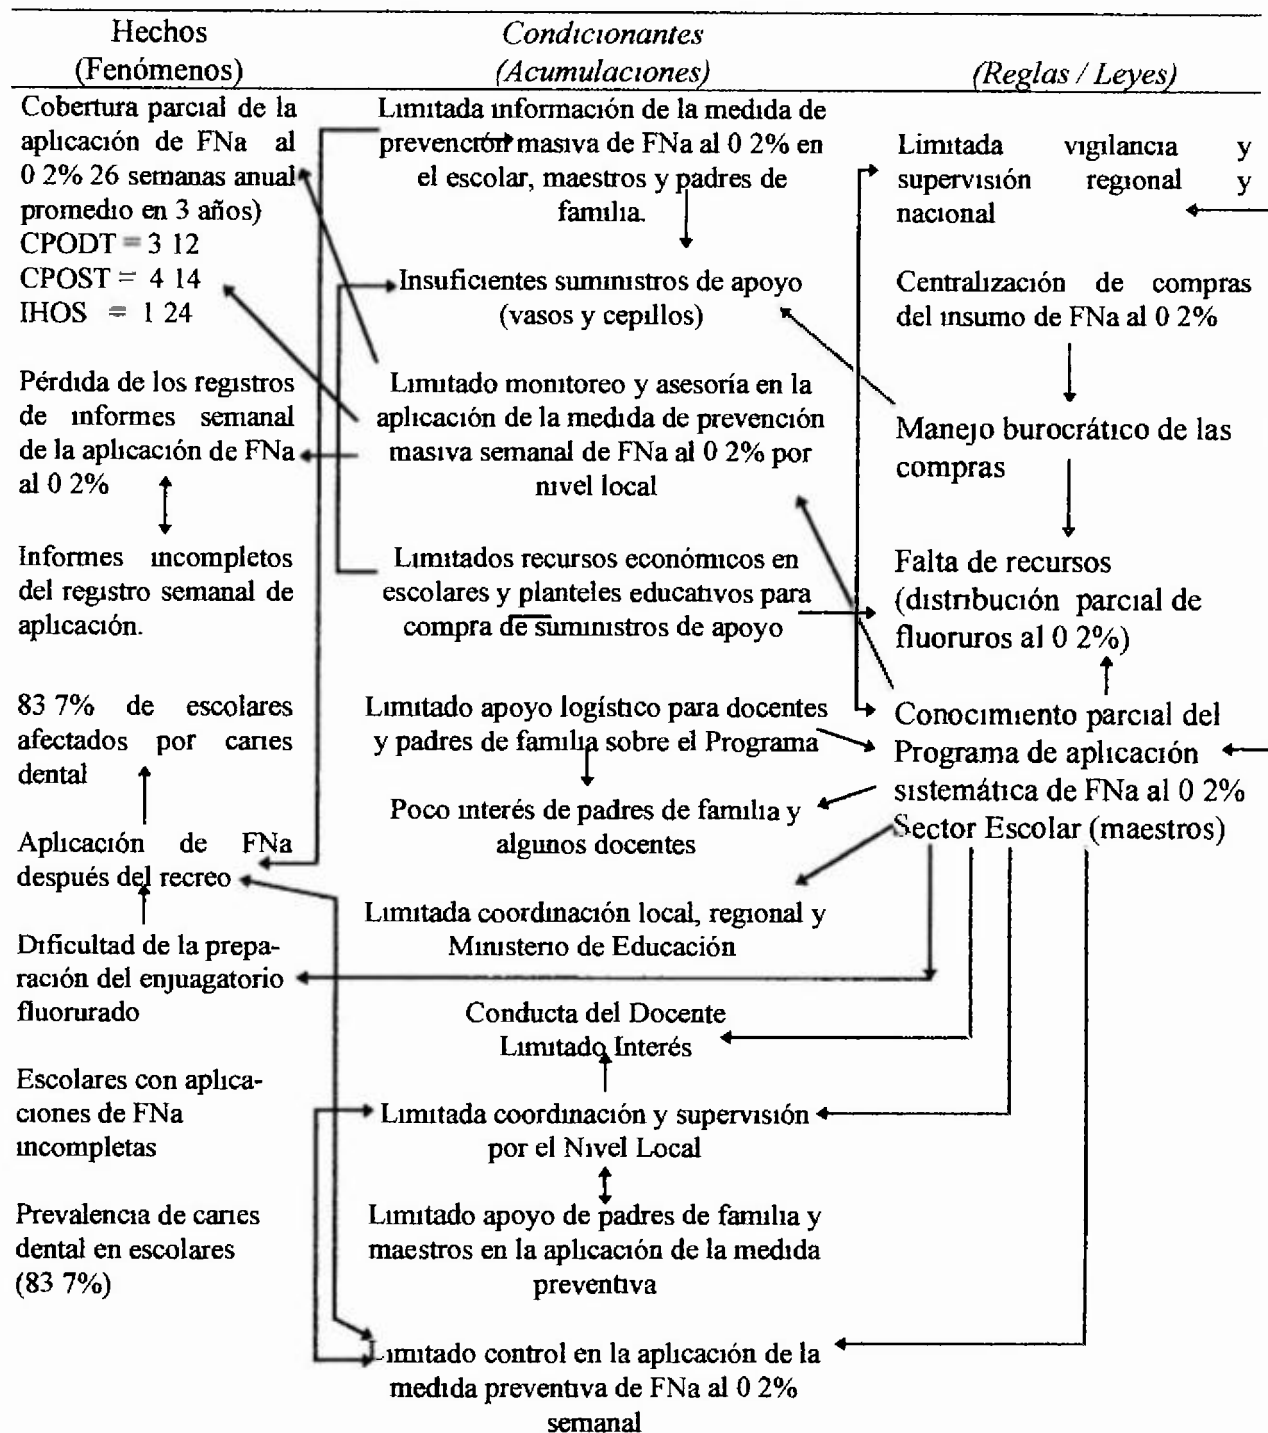 Hechos
(Fenómenos)
Condicionantes
(Acumulaciones)
(Reglas / Leyes)
Cobertura parcial de la
aplicación de FNa al
0 2% 26 semanas anual
promedio en 3 años)
CPODT = 3 12
CPOST = 4 14
IHOS = 1 24
Pérdida de los registros
de informes semanal
de la aplicación de FNa
al 0 2%
Informes incompletos
del registro semanal de
aplicación.
83 7% de escolares
afectados por caries
dental
Aplicación de FNa
después del recreo
Dificultad de la prepa-
ración del enjuagatorio
fluorurado
Escolares con aplica-
ciones de FNa
incompletas
Prevalencia de caries
dental en escolares
(83 7%)
Limitada información de la medida de
prevención masiva de FNa al 0 2% en
el escolar, maestros y padres de
familia.
Insuficientes suministros de apoyo
(vasos y cepillos)
Limitado monitoreo y asesoría en la
aplicación de la medida de prevención
masiva semanal de FNa al 0 2% por
nivel local
Limitados recursos económicos en
escolares y planteles educativos para
compra de suministros de apoyo
Limitado apoyo logístico para docentes
y padres de familia sobre el Programa
Poco interés de padres de familia y
algunos docentes
Limitada coordinación local, regional y
Ministerio de Educación
Conducta del Docente
Limitado Interés
Limitada coordinación y supervisión
por el Nivel Local
Limitado apoyo de padres de familia y
maestros en la aplicación de la medida
preventiva
Limitado control en la aplicación de la
medida preventiva de FNa al 0 2%
semanal
Limitada vigilancia y
supervisión regional y
nacional
Centralización de compras
del insumo de FNa al 0 2%
Manejo burocrático de las
compras
Falta de recursos
(distribución parcial de
fluoruros al 0 2%)
Conocimiento parcial del
Programa de aplicación
sistemática de FNa al 0 2%
Sector Escolar (maestros)